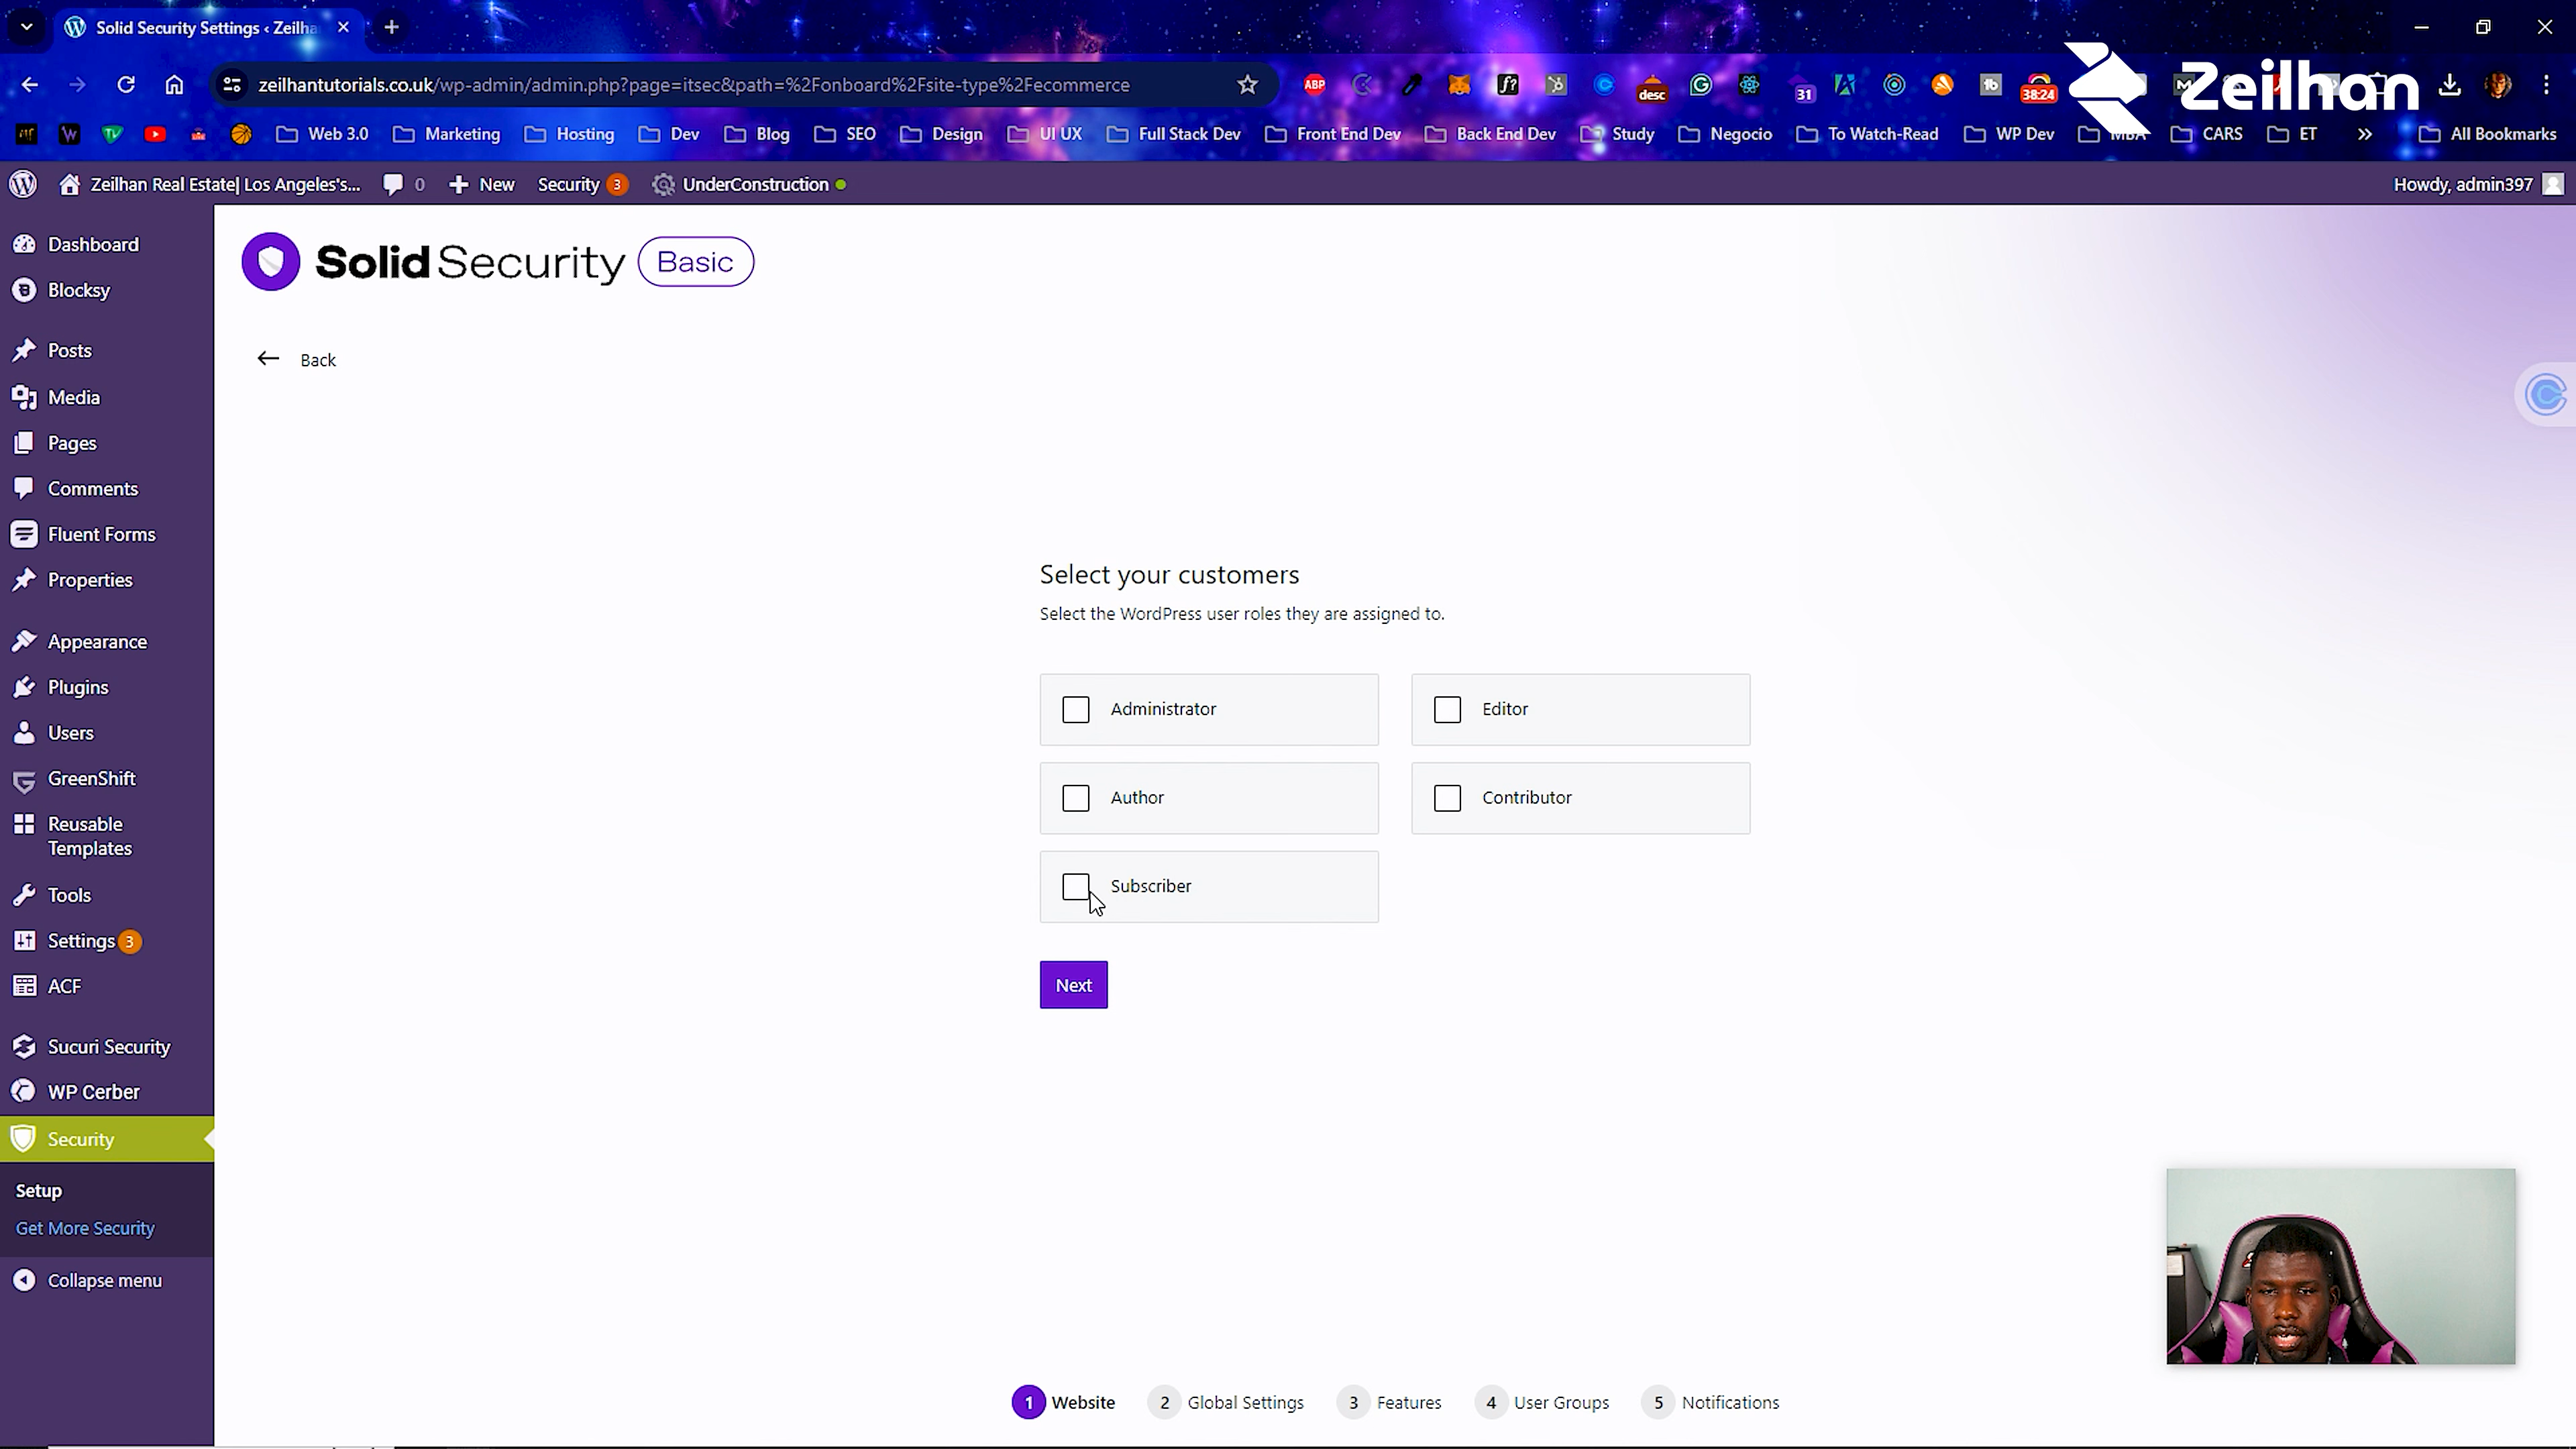 Solid Security Settings ‹ Zeilha
zeilhantutorials.co.uk/wp-admin/admin.php?page=itsec&path=%2Fonboard%2Fsite-type%2Fecommerce
ABP
f?
desc
31
38:24
Zeilhan
Web 3.0
Marketing
Hosting
Dev
Blog
SEO
Design
UI UX
Full Stack Dev
Front End Dev
Back End Dev
Study
Negocio
To Watch-Read
WP Dev
MBA
CARS
ET
All Bookmarks
Zeilhan Real Estate| Los Angeles's...
0
New
Security 3
UnderConstruction
Howdy, admin397
Dashboard
Blocksy
Posts
Media
Pages
Comments
Fluent Forms
Properties
Appearance
Plugins
Users
GreenShift
Reusable
Templates
Tools
Settings 3
ACF
Sucuri Security
WP Cerber
Security
Setup
Get More Security
Collapse menu
Solid Security Basic
Back
Select your customers
Select the WordPress user roles they are assigned to.
Administrator
Editor
Author
Contributor
Subscriber
Next
1 Website
2 Global Settings
3 Features
4 User Groups
5 Notifications